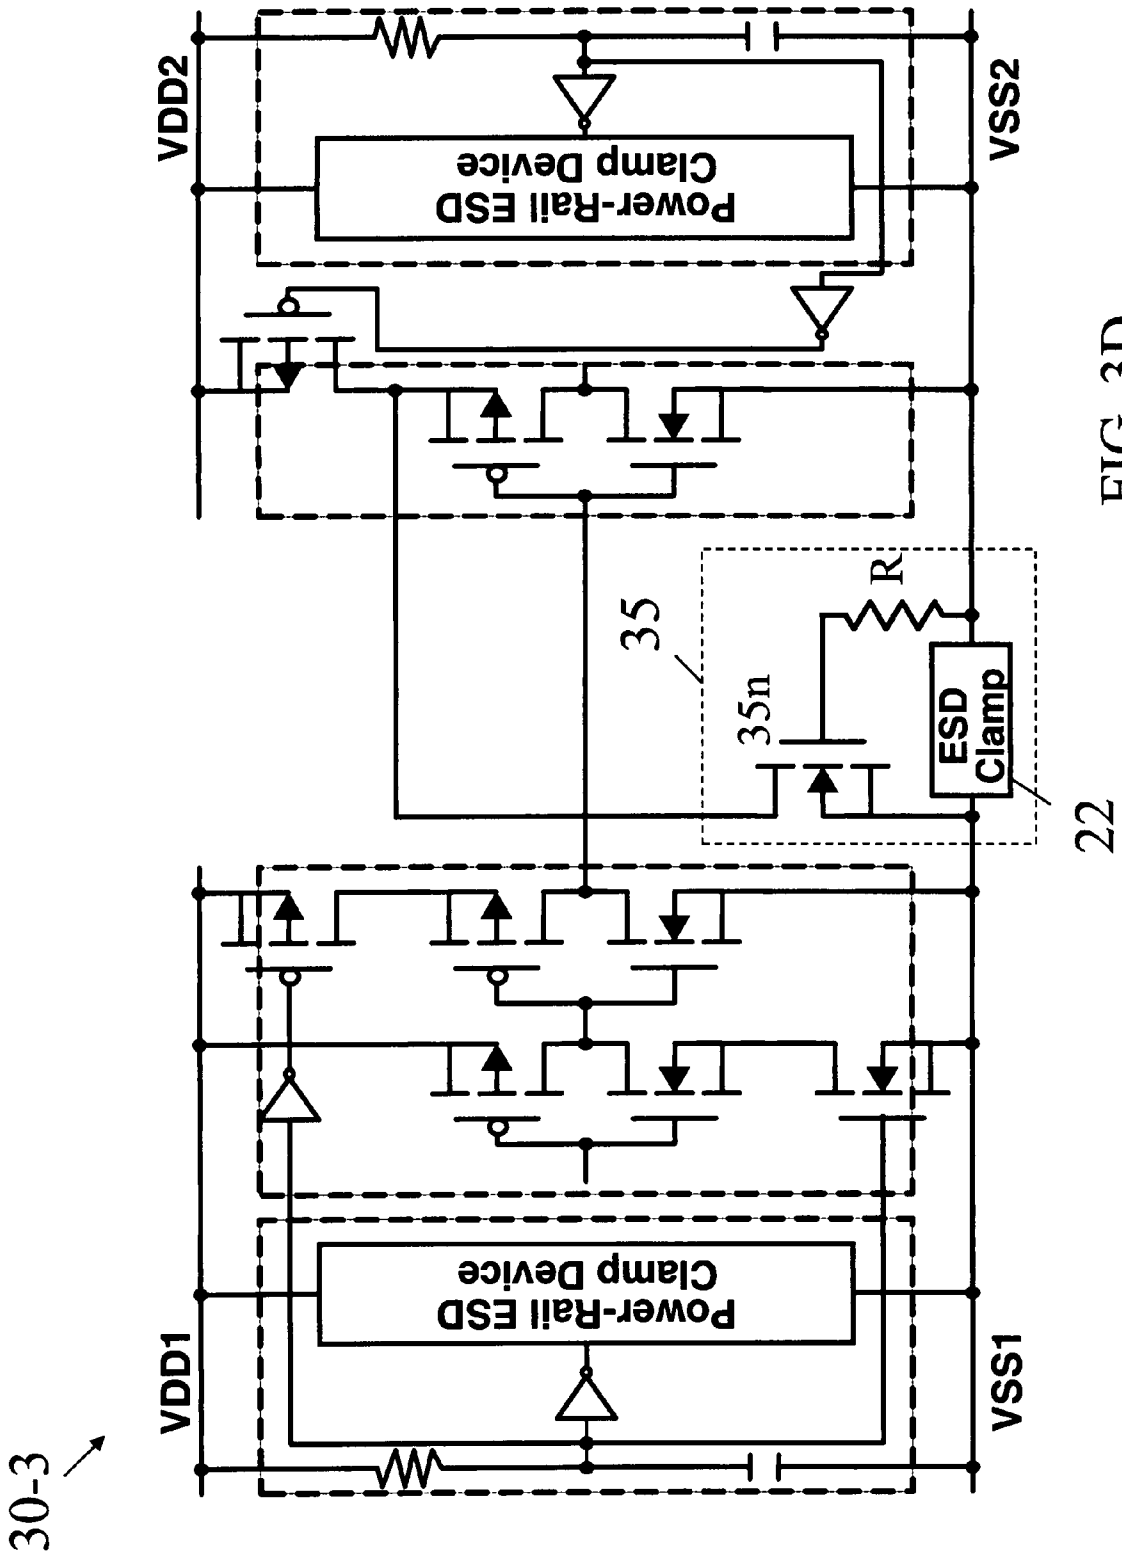 30-3
VDD1
VDD2
Power-Rail ESD
Clamp Device
Power-Rail ESD
Clamp Device
35
35n
R
ESD
Clamp
22
VSS1
VSS2
FIG. 3D